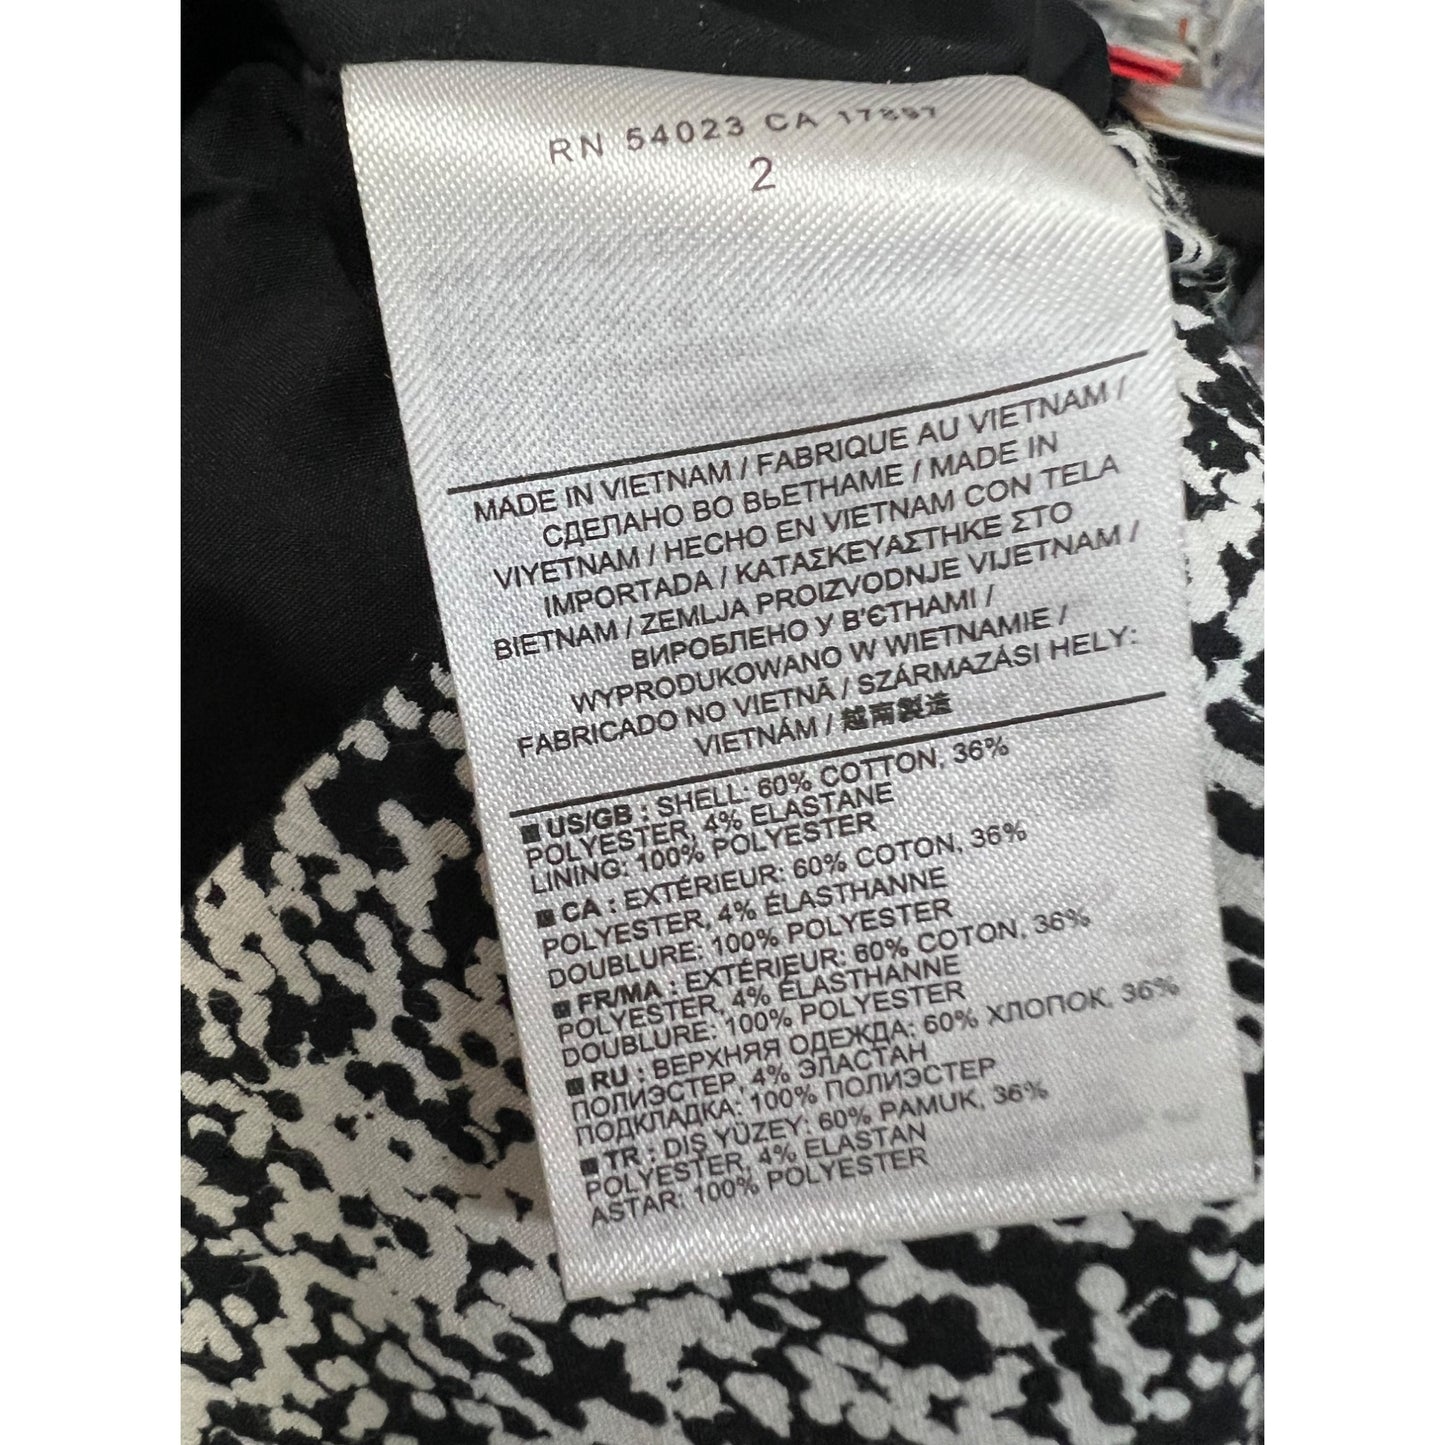 RN 54023 CA 17897
2
MADE IN VIETNAM / FABRIQUE AU VIETNAM /
СДЕЛАНО ВО ВЬЕТНАМЕ / MADE IN
VIYETNAM / HECHO EN VIETNAM CON TELA
IMPORTADA / ΚΑΤΑΣΚΕΥΑΣΤΗΚΕ ΣΤΟ
ΒΙΕΤΝΑΜ / ZEMLJA PROIZVODNJE VIJETNAM /
ВИРОБЛЕНО У В'ЄТНАМІ /
WYPRODUKOWANO W WIETNAMIE /
FABRICADO NO VIETNÃ / SZÁRMAZÁSI HELY:
VIETNÁM / 越南製造
US/GB : SHELL: 60% COTTON, 36%
POLYESTER, 4% ELASTANE
LINING: 100% POLYESTER
CA : EXTÉRIEUR: 60% COTON, 36%
POLYESTER, 4% ÉLASTHANNE
DOUBLURE: 100% POLYESTER
FR/MA : EXTÉRIEUR: 60% COTON, 36%
POLYESTER, 4% ÉLASTHANNE
DOUBLURE: 100% POLYESTER
RU : ВЕРХНЯЯ ОДЕЖДА: 60% ХЛОПОК, 36%
ПОЛИЭСТЕР, 4% ЭЛАСТАН
ПОДКЛАДКА: 100% ПОЛИЭСТЕР
TR : DIŞ YÜZEY: 60% PAMUK, 36%
POLYESTER, 4% ELASTAN
ASTAR: 100% POLYESTER